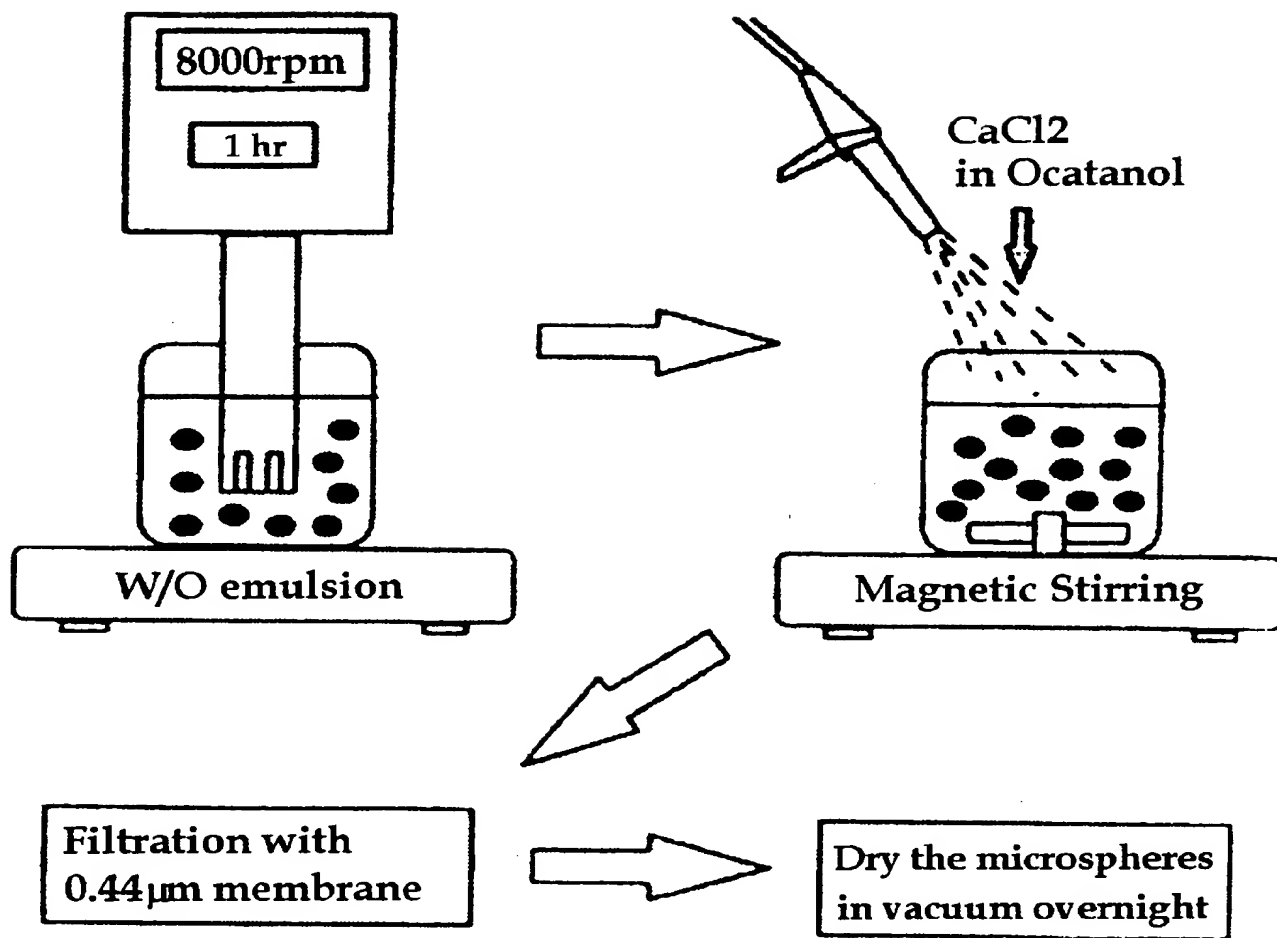 8000rpm
1 hr
W/O emulsion
CaCl2
in Ocatanol
Magnetic Stirring
Filtration with
0.44μm membrane
Dry the microspheres
in vacuum overnight